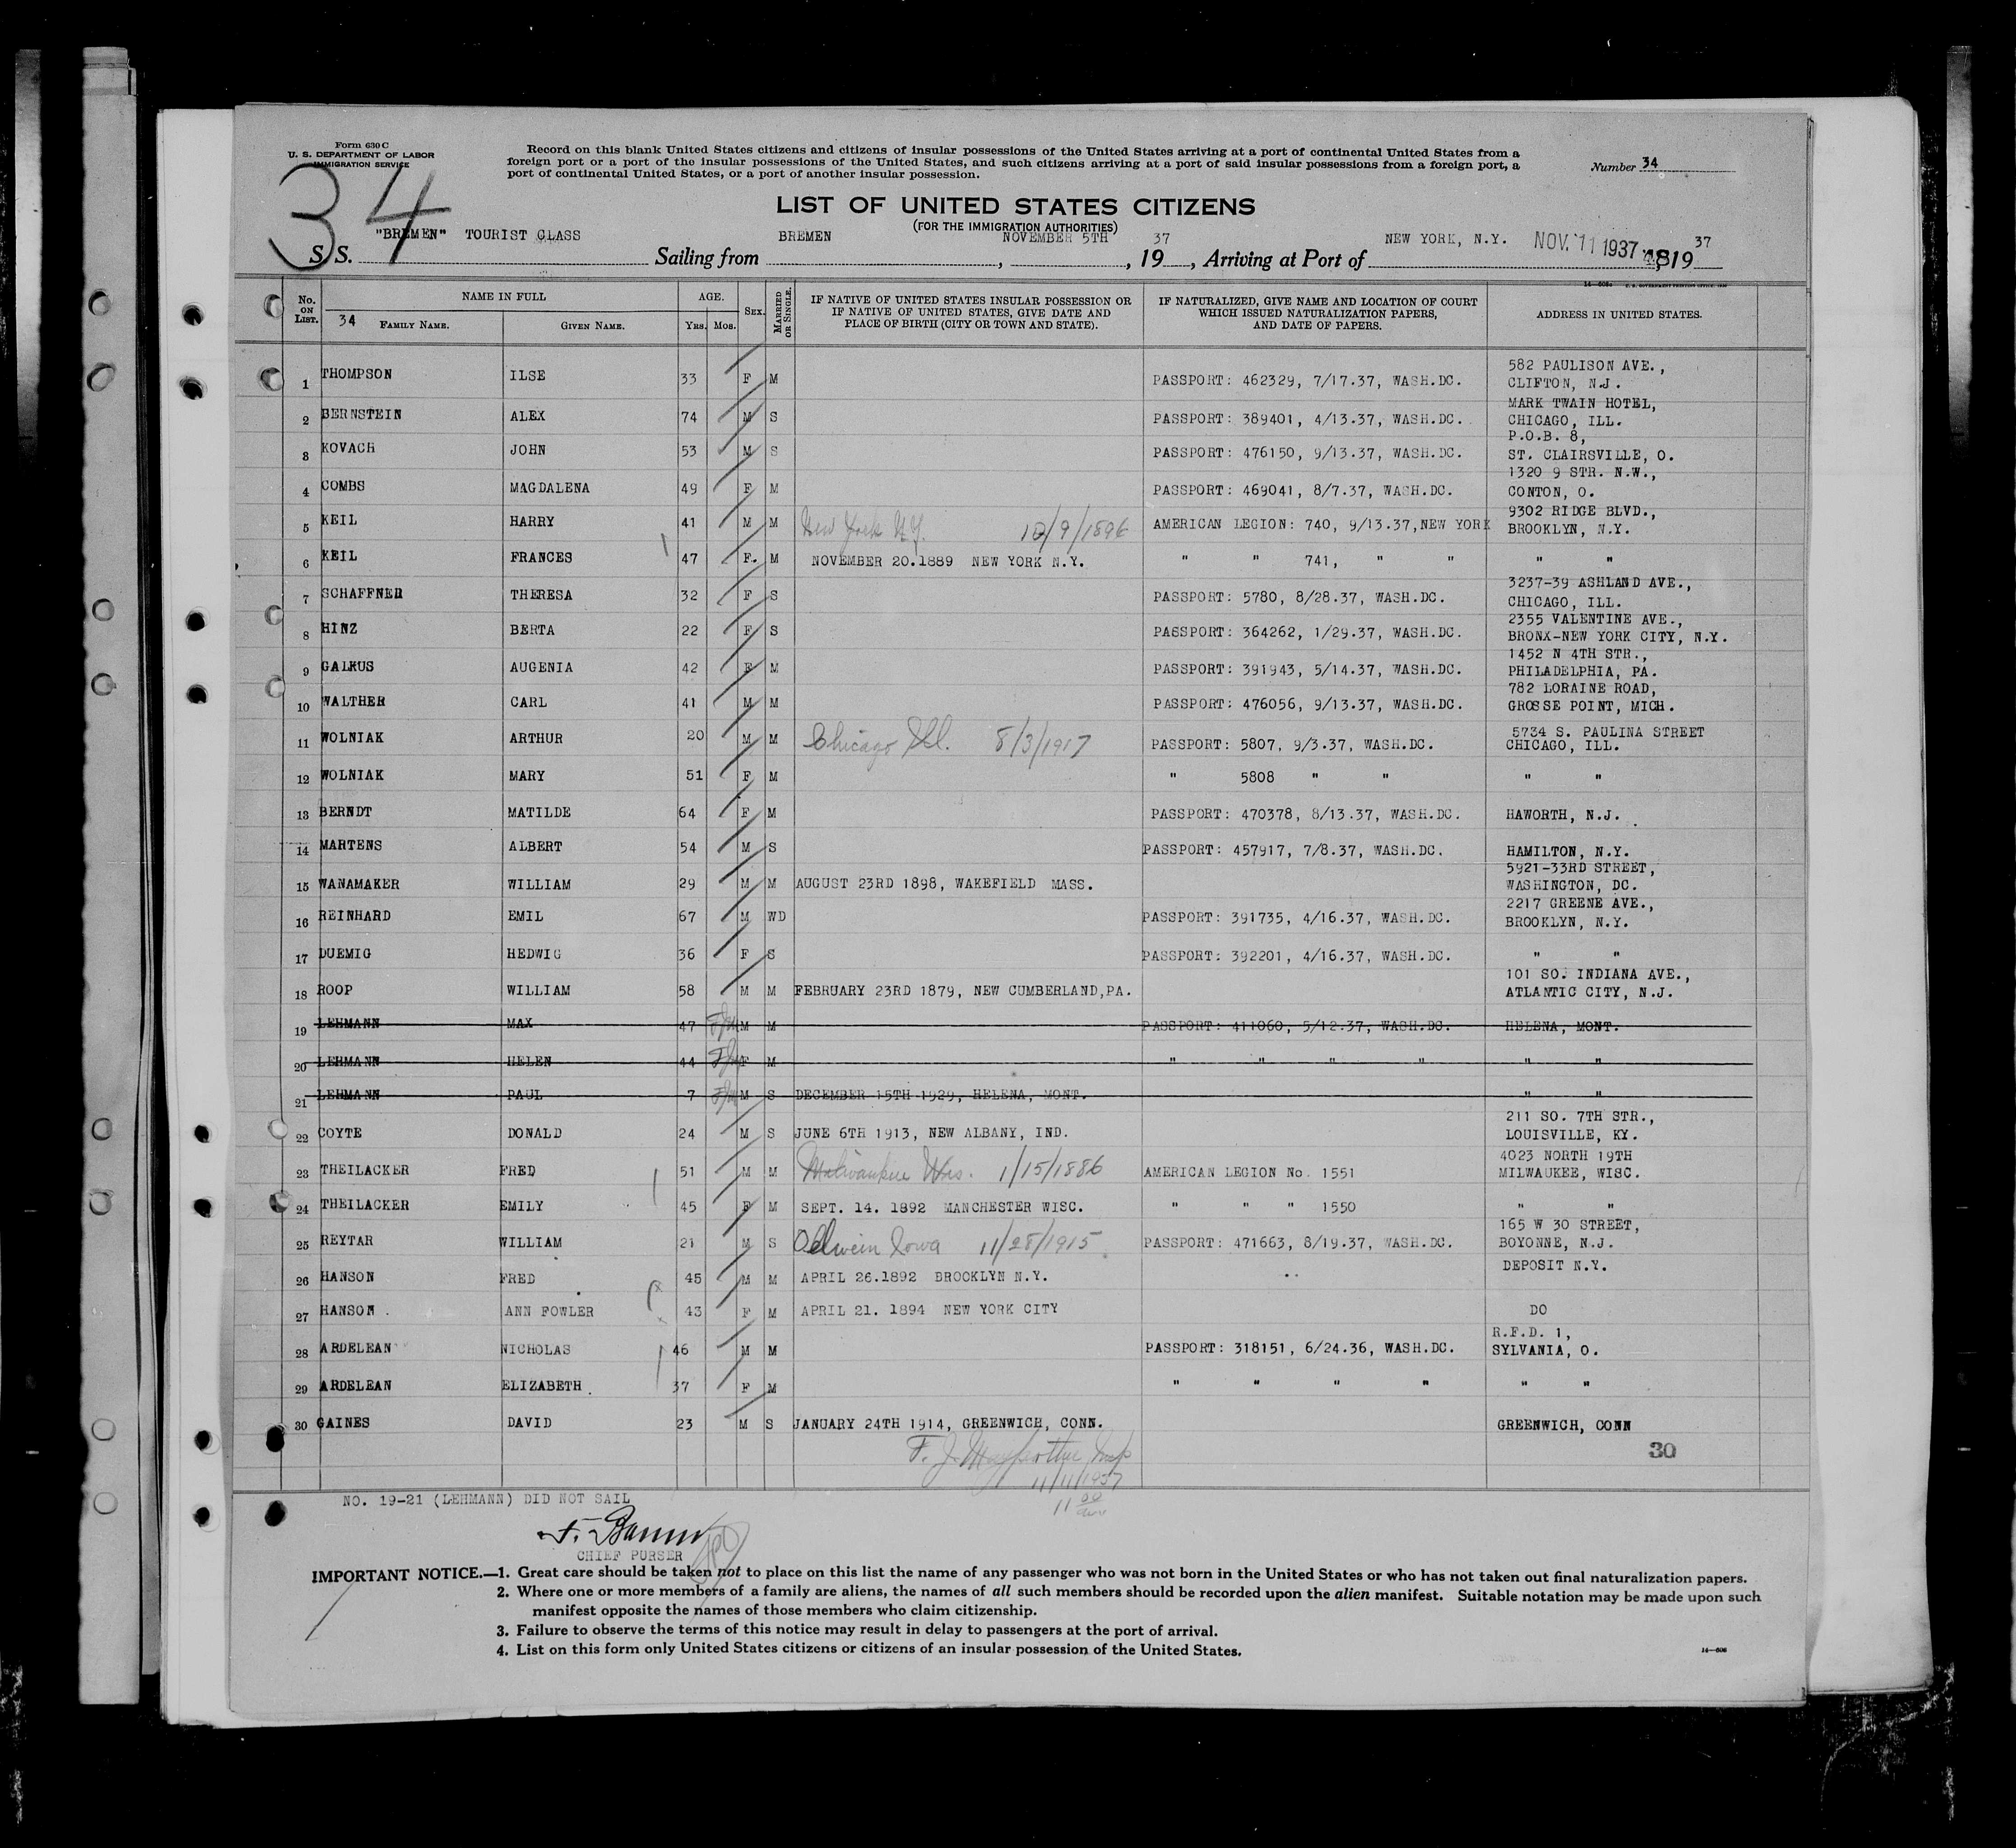 Form 630 C
U. S. DEPARTMENT OF LABOR
IMMIGRATION SERVICE
34
Record on this blank United States citizens and citizens of insular possessions of the United States arriving at a port of continental United States from a
foreign port or a port of the insular possessions of the United States, and such citizens arriving at a port of said insular possessions from a foreign port, a
port of continental United States, or a port of another insular possession.
Number 34
LIST OF UNITED STATES CITIZENS
(FOR THE IMMIGRATION AUTHORITIES)
S. S. "BREMEN" TOURIST CLASS Sailing from BREMEN, NOVEMBER 5TH, 1937, Arriving at Port of NEW YORK, N.Y. NOV. 11 1937 1937
No. ON LIST. NAME IN FULL AGE. SEX. MARRIED OR SINGLE. IF NATIVE OF UNITED STATES INSULAR POSSESSION OR IF NATIVE OF UNITED STATES, GIVE DATE AND PLACE OF BIRTH (CITY OR TOWN AND STATE). IF NATURALIZED, GIVE NAME AND LOCATION OF COURT WHICH ISSUED NATURALIZATION PAPERS, AND DATE OF PAPERS. ADDRESS IN UNITED STATES.
34 FAMILY NAME. GIVEN NAME. YRS. MOS.
1 THOMPSON ILSE 33 F M PASSPORT: 462329, 7/17.37, WASH.DC. 582 PAULISON AVE., CLIFTON, N.J.
2 BERNSTEIN ALEX 74 M S PASSPORT: 389401, 4/13.37, WASH.DC. MARK TWAIN HOTEL, CHICAGO, ILL.
3 KOVACH JOHN 53 M S PASSPORT: 476150, 9/13.37, WASH.DC. P.O.B. 8, ST. CLAIRSVILLE, O.
4 COMBS MAGDALENA 49 F M PASSPORT: 469041, 8/7.37, WASH.DC. 1320 9 STR. N.W., CONTON, O.
5 KEIL HARRY 41 M M New York N.Y. 10/9/1896 AMERICAN LEGION: 740, 9/13.37,NEW YORK 9302 RIDGE BLVD., BROOKLYN, N.Y.
6 KEIL FRANCES 47 F. M NOVEMBER 20.1889 NEW YORK N.Y. " " 741, " " " "
7 SCHAFFNER THERESA 32 F S PASSPORT: 5780, 8/28.37, WASH.DC. 3237-39 ASHLAND AVE., CHICAGO, ILL.
8 HINZ BERTA 22 F S PASSPORT: 364262, 1/29.37, WASH.DC. 2355 VALENTINE AVE., BRONX-NEW YORK CITY, N.Y.
9 GALKUS AUGENIA 42 F M PASSPORT: 391943, 5/14.37, WASH.DC. 1452 N 4TH STR., PHILADELPHIA, PA.
10 WALTHER CARL 41 M M PASSPORT: 476056, 9/13.37, WASH.DC. 782 LORAINE ROAD, GROSSE POINT, MICH.
11 WOLNIAK ARTHUR 20 M M Chicago Ill. 8/3/1917 PASSPORT: 5807, 9/3.37, WASH.DC. 5734 S. PAULINA STREET CHICAGO, ILL.
12 WOLNIAK MARY 51 F M " 5808 " " " "
13 BERNDT MATILDE 64 F M PASSPORT: 470378, 8/13.37, WASH.DC. HAWORTH, N.J.
14 MARTENS ALBERT 54 M S PASSPORT: 457917, 7/8.37, WASH.DC. HAMILTON, N.Y.
15 WANAMAKER WILLIAM 29 M M AUGUST 23RD 1898, WAKEFIELD MASS. 5921-33RD STREET, WASHINGTON, DC.
16 REINHARD EMIL 67 M WD PASSPORT: 391735, 4/16.37, WASH.DC. 2217 GREENE AVE., BROOKLYN, N.Y.
17 DUEMIG HEDWIG 36 F S PASSPORT: 392201, 4/16.37, WASH.DC. " "
18 ROOP WILLIAM 58 M M FEBRUARY 23RD 1879, NEW CUMBERLAND,PA. 101 SO. INDIANA AVE., ATLANTIC CITY, N.J.
19 LEHMANN MAX 47 M M PASSPORT: 411060, 5/12.37, WASH.DC. HELENA, MONT.
20 LEHMANN HELEN 44 F M " " " " " "
21 LEHMANN PAUL 7 M S DECEMBER 15TH 1929, HELENA, MONT. " "
22 COYTE DONALD 24 M S JUNE 6TH 1913, NEW ALBANY, IND. 211 SO. 7TH STR., LOUISVILLE, KY.
23 THEILACKER FRED 51 M M Milwaukee Wis. 1/15/1886 AMERICAN LEGION No. 1551 4023 NORTH 19TH MILWAUKEE, WISC.
24 THEILACKER EMILY 45 F M SEPT. 14. 1892 MANCHESTER WISC. " " " 1550 " "
25 REYTAR WILLIAM 21 M S Oelwein Iowa 11/28/1915 PASSPORT: 471663, 8/19.37, WASH.DC. 165 W 30 STREET, BOYONNE, N.J.
26 HANSON FRED 45 M M APRIL 26.1892 BROOKLYN N.Y. DEPOSIT N.Y.
27 HANSON ANN FOWLER 43 F M APRIL 21. 1894 NEW YORK CITY DO
28 ARDELEAN NICHOLAS 46 M M PASSPORT: 318151, 6/24.36, WASH.DC. R.F.D. 1, SYLVANIA, O.
29 ARDELEAN ELIZABETH 37 F M " " " " " "
30 GAINES DAVID 23 M S JANUARY 24TH 1914, GREENWICH, CONN. GREENWICH, CONN
30
11/11/1937
11 00
NO. 19-21 (LEHMANN) DID NOT SAIL
CHIEF PURSER
IMPORTANT NOTICE.—1. Great care should be taken not to place on this list the name of any passenger who was not born in the United States or who has not taken out final naturalization papers.
2. Where one or more members of a family are aliens, the names of all such members should be recorded upon the alien manifest. Suitable notation may be made upon such
manifest opposite the names of those members who claim citizenship.
3. Failure to observe the terms of this notice may result in delay to passengers at the port of arrival.
4. List on this form only United States citizens or citizens of an insular possession of the United States.
14—606